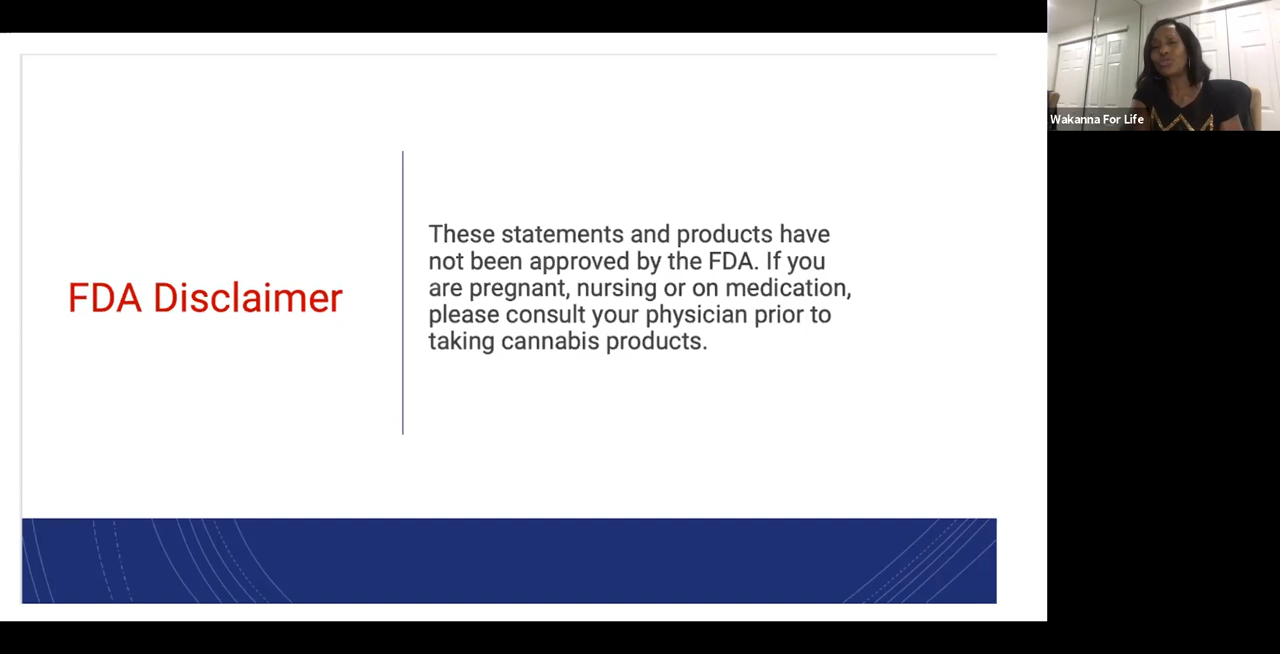 Wakanna For Life
FDA Disclaimer
These statements and products have
not been approved by the FDA. If you
are pregnant, nursing or on medication,
please consult your physician prior to
taking cannabis products.